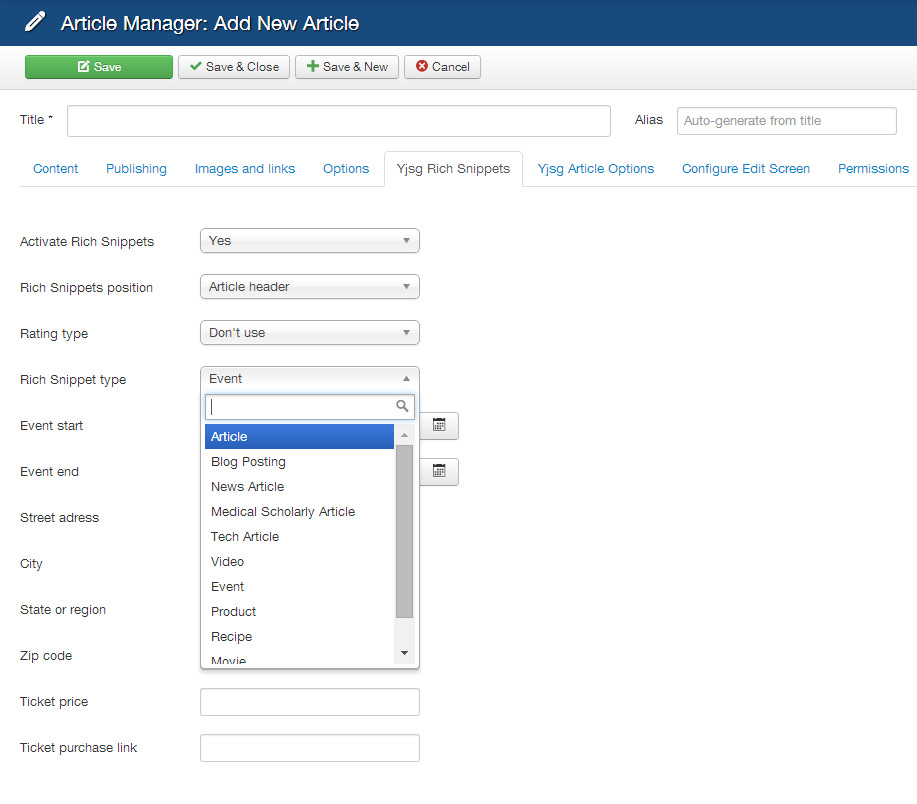 Article Manager: Add New Article
Save
Save & Close
Save & New
Cancel
Title *
Alias
Auto-generate from title
Content
Publishing
Images and links
Options
Yjsg Rich Snippets
Yjsg Article Options
Configure Edit Screen
Permissions
Activate Rich Snippets
Yes
Rich Snippets position
Article header
Rating type
Don't use
Rich Snippet type
Event
Article
Blog Posting
News Article
Medical Scholarly Article
Tech Article
Video
Event
Product
Recipe
Movie
Event start
Event end
Street adress
City
State or region
Zip code
Ticket price
Ticket purchase link